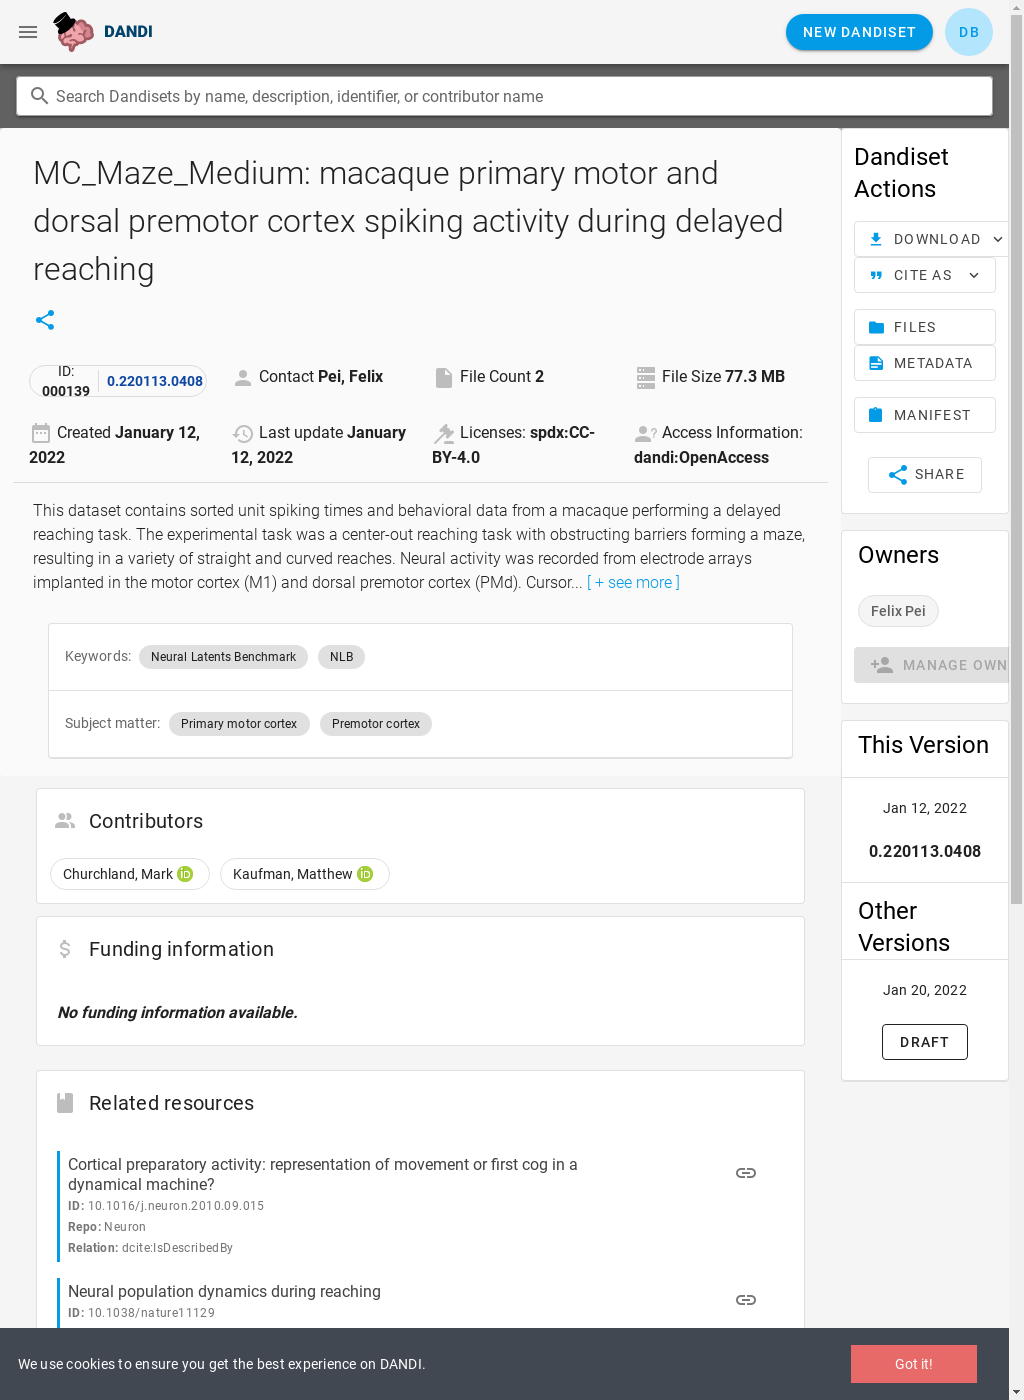 DANDI
NEW DANDISET
DB
Search Dandisets by name, description, identifier, or contributor name
MC_Maze_Medium: macaque primary motor and
dorsal premotor cortex spiking activity during delayed
reaching
ID:
000139
0.220113.0408
Contact Pei, Felix
File Count 2
File Size 77.3 MB
Created January 12,
2022
Last update January
12, 2022
Licenses: spdx:CC-
BY-4.0
Access Information:
dandi:OpenAccess
This dataset contains sorted unit spiking times and behavioral data from a macaque performing a delayed
reaching task. The experimental task was a center-out reaching task with obstructing barriers forming a maze,
resulting in a variety of straight and curved reaches. Neural activity was recorded from electrode arrays
implanted in the motor cortex (M1) and dorsal premotor cortex (PMd). Cursor... [ + see more ]
Keywords: Neural Latents Benchmark NLB
Subject matter: Primary motor cortex Premotor cortex
Contributors
Churchland, Mark iD
Kaufman, Matthew iD
Funding information
No funding information available.
Related resources
Cortical preparatory activity: representation of movement or first cog in a
dynamical machine?
ID: 10.1016/j.neuron.2010.09.015
Repo: Neuron
Relation: dcite:IsDescribedBy
Neural population dynamics during reaching
ID: 10.1038/nature11129
Dandiset
Actions
DOWNLOAD
CITE AS
FILES
METADATA
MANIFEST
SHARE
Owners
Felix Pei
MANAGE OWN
This Version
Jan 12, 2022
0.220113.0408
Other
Versions
Jan 20, 2022
DRAFT
We use cookies to ensure you get the best experience on DANDI.
Got it!